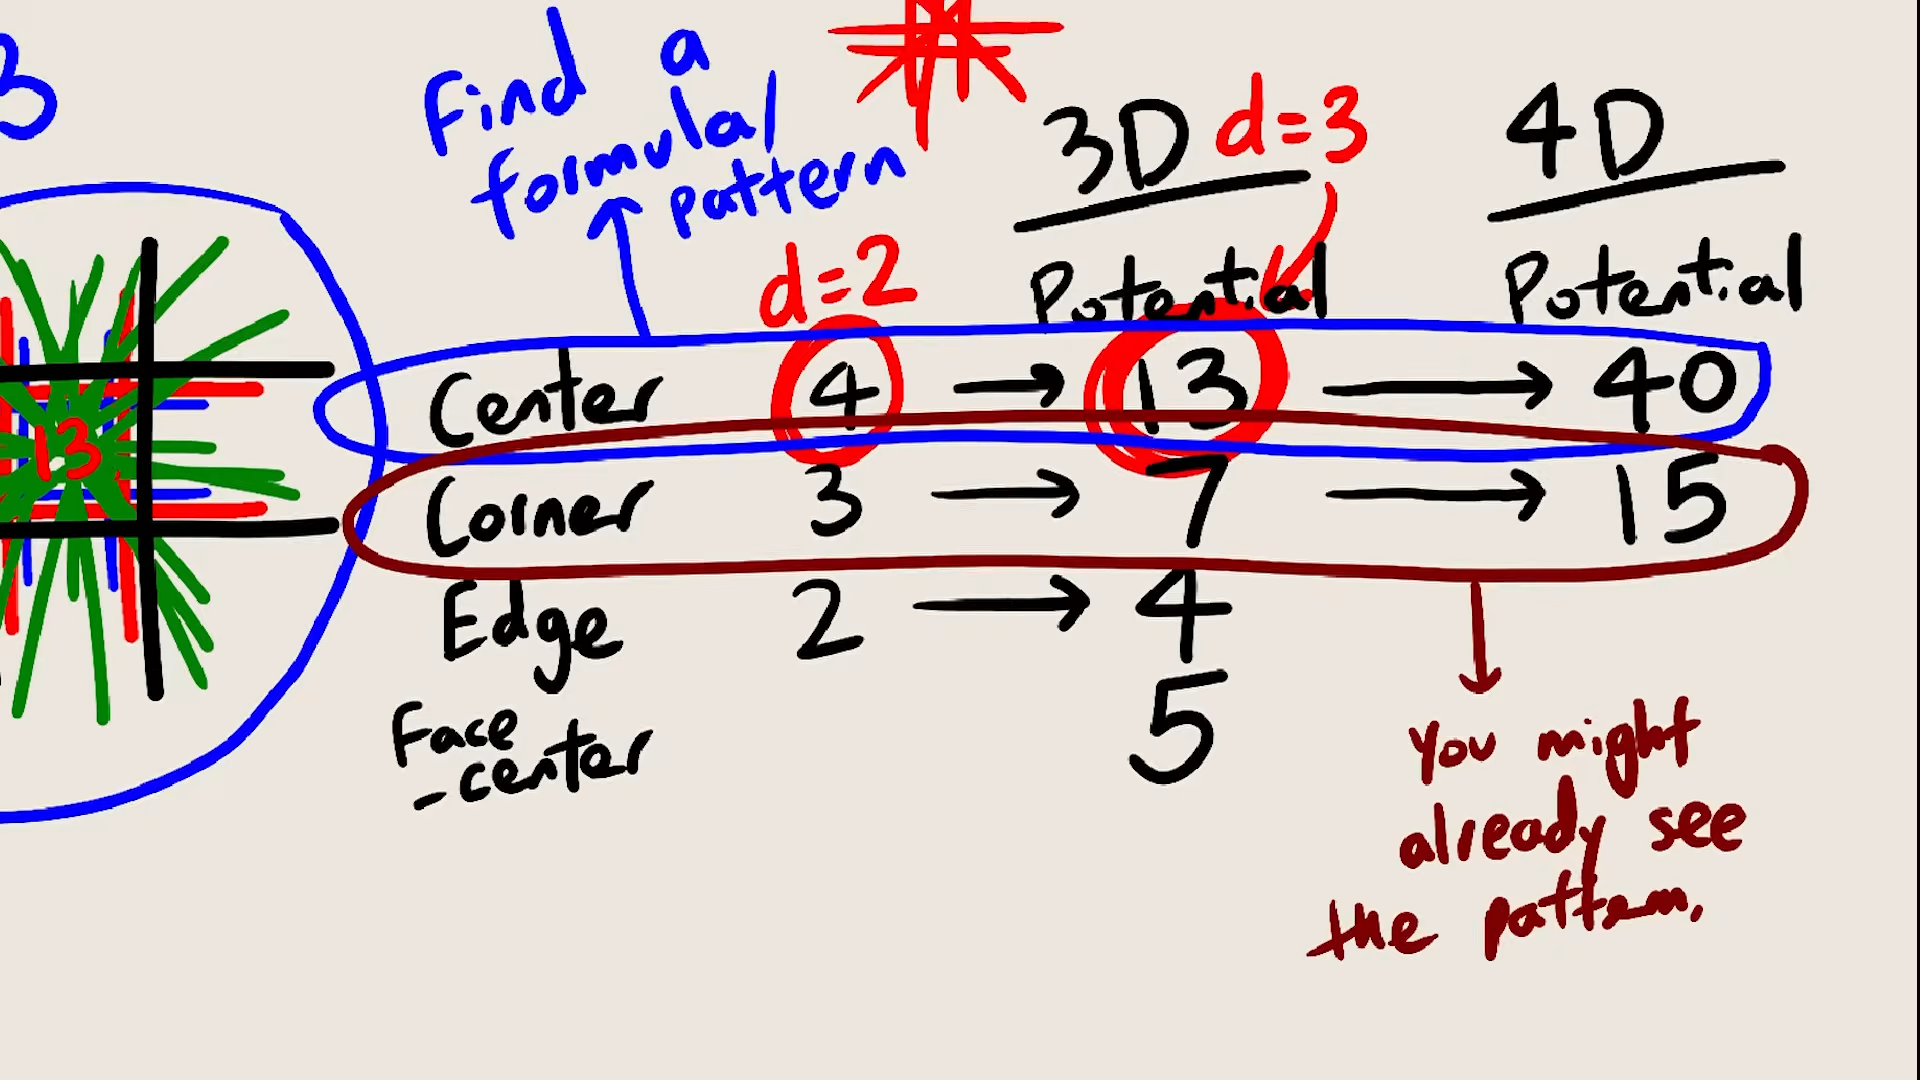 3
Find a
formula/
pattern
d=2
3D d=3
4D
Potential
Potential
Center 4 → 13 → 40
Corner 3 → 7 → 15
Edge 2 → 4
Face
-center 5
13
You might
already see
the pattern.